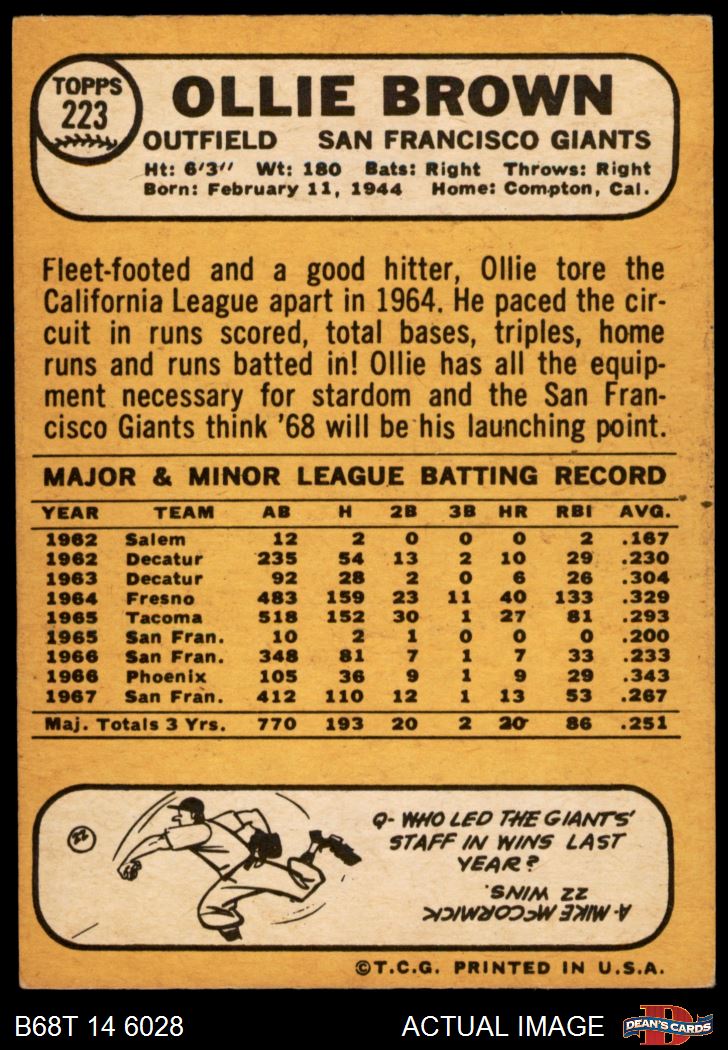 TOPPS
223
OLLIE BROWN
OUTFIELD SAN FRANCISCO GIANTS
Ht: 6'3" Wt: 180 Bats: Right Throws: Right
Born: February 11, 1944 Home: Compton, Cal.
Fleet-footed and a good hitter, Ollie tore the
California League apart in 1964. He paced the cir-
cuit in runs scored, total bases, triples, home
runs and runs batted in! Ollie has all the equip-
ment necessary for stardom and the San Fran-
cisco Giants think '68 will be his launching point.
MAJOR & MINOR LEAGUE BATTING RECORD
YEAR TEAM AB H 2B 3B HR RBI AVG.
1962 Salem 12 2 0 0 0 2 .167
1962 Decatur 235 54 13 2 10 29 .230
1963 Decatur 92 28 2 0 6 26 .304
1964 Fresno 483 159 23 11 40 133 .329
1965 Tacoma 518 152 30 1 27 81 .293
1965 San Fran. 10 2 1 0 0 0 .200
1966 San Fran. 348 81 7 1 7 33 .233
1966 Phoenix 105 36 9 1 9 29 .343
1967 San Fran. 412 110 12 1 13 53 .267
Maj. Totals 3 Yrs. 770 193 20 2 20 86 .251
22
Q- WHO LED THE GIANTS'
STAFF IN WINS LAST
YEAR?
A- MIKE McCORMICK
22 WINS.
©T.C.G. PRINTED IN U.S.A.
B68T 14 6028 ACTUAL IMAGE
D
DEAN'S CARDS